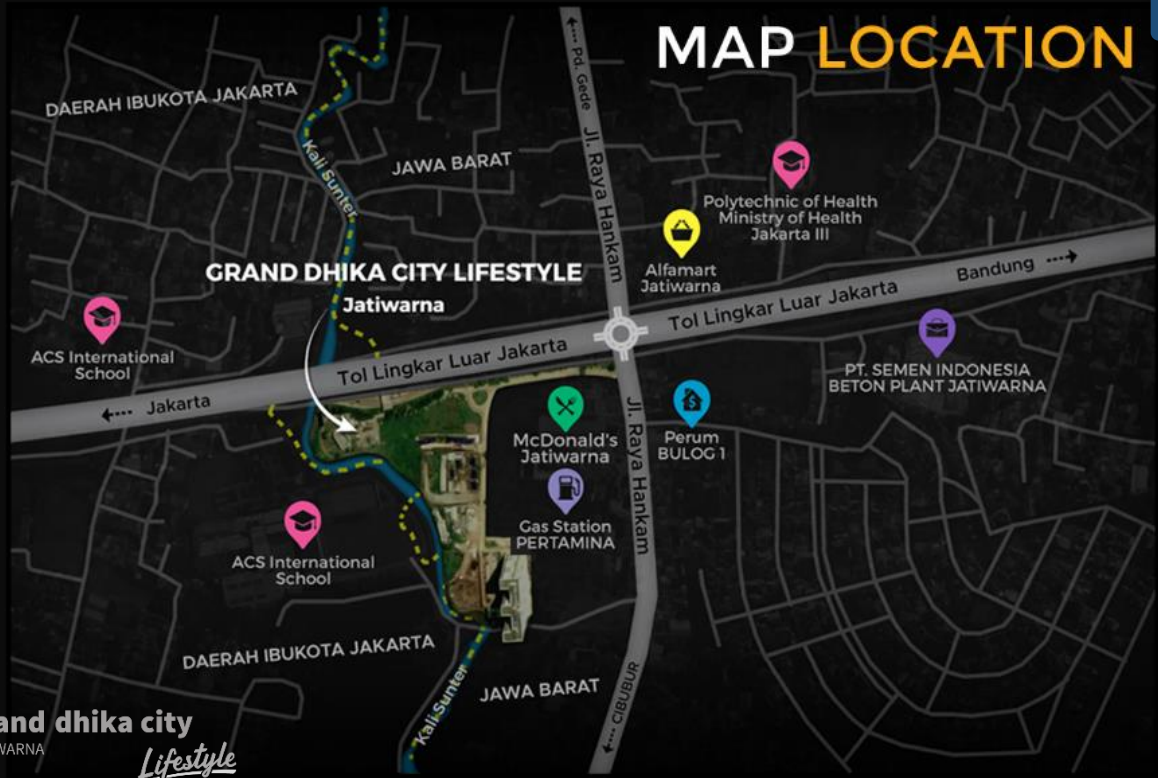 MAP LOCATION
DAERAH IBUKOTA JAKARTA
Kali Sunter
JAWA BARAT
Pd. Gede
Jl. Raya Hankam
Polytechnic of Health
Ministry of Health
Jakarta III
Alfamart
Jatiwarna
GRAND DHIKA CITY LIFESTYLE
Jatiwarna
Bandung
Tol Lingkar Luar Jakarta
Tol Lingkar Luar Jakarta
Jakarta
ACS International
School
PT. SEMEN INDONESIA
BETON PLANT JATIWARNA
McDonald's
Jatiwarna
Perum
BULOG 1
Jl. Raya Hankam
Gas Station
PERTAMINA
ACS International
School
DAERAH IBUKOTA JAKARTA
JAWA BARAT
Kali Sunter
CIBUBUR
and dhika city
WARNA
Lifestyle